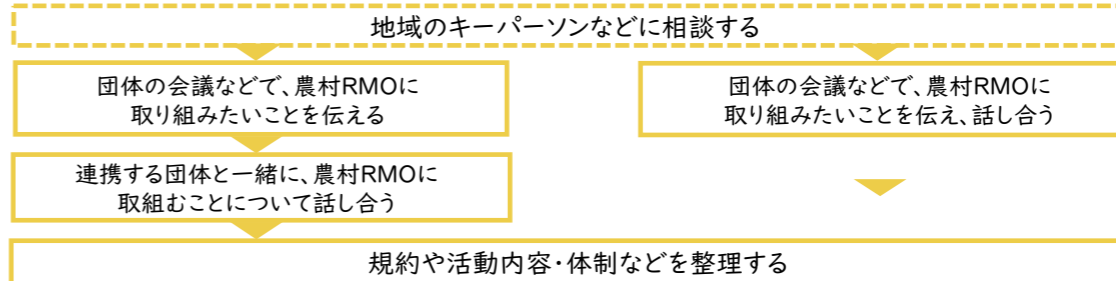 地域のキーパーソンなどに相談する
団体の会議などで、農村RMOに
取り組みたいことを伝える
団体の会議などで、農村RMOに
取り組みたいことを伝え、話し合う
連携する団体と一緒に、農村RMOに
取組むことについて話し合う
規約や活動内容・体制などを整理する